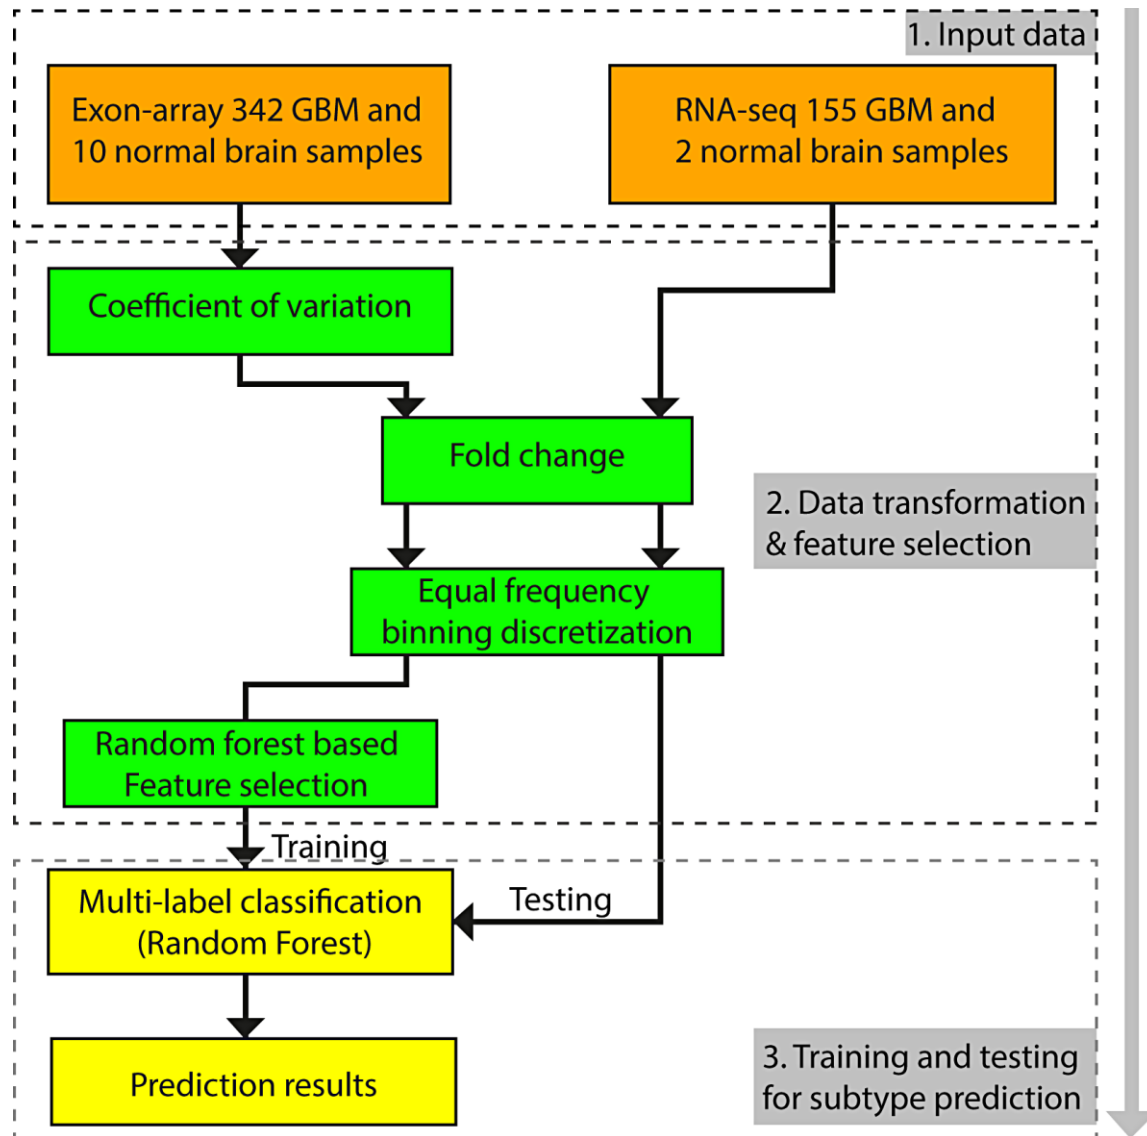 1. Input data
Exon-array 342 GBM and
10 normal brain samples
RNA-seq 155 GBM and
2 normal brain samples
Coefficient of variation
Fold change
2. Data transformation
& feature selection
Equal frequency
binning discretization
Random forest based
Feature selection
Training
Multi-label classification
(Random Forest)
Testing
Prediction results
3. Training and testing
for subtype prediction